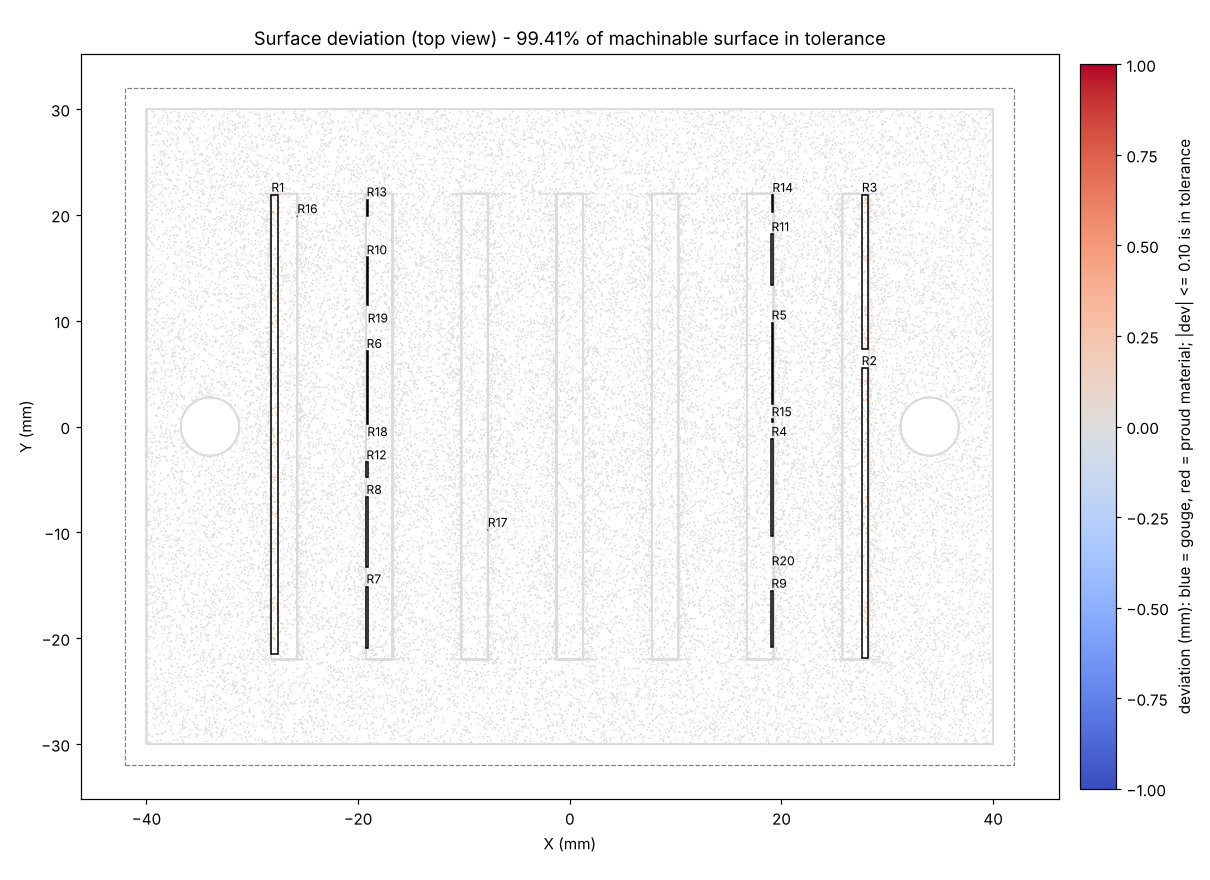 Surface deviation (top view) - 99.41% of machinable surface in tolerance
R1
R13
R14
R3
R16
R11
R10
R19
R5
R6
R2
R15
R18
R4
R12
R8
R17
R20
R7
R9
30
20
10
0
−10
−20
−30
Y (mm)
−40
−20
0
20
40
X (mm)
1.00
0.75
0.50
0.25
0.00
−0.25
−0.50
−0.75
−1.00
deviation (mm): blue = gouge, red = proud material; |dev| <= 0.10 is in tolerance